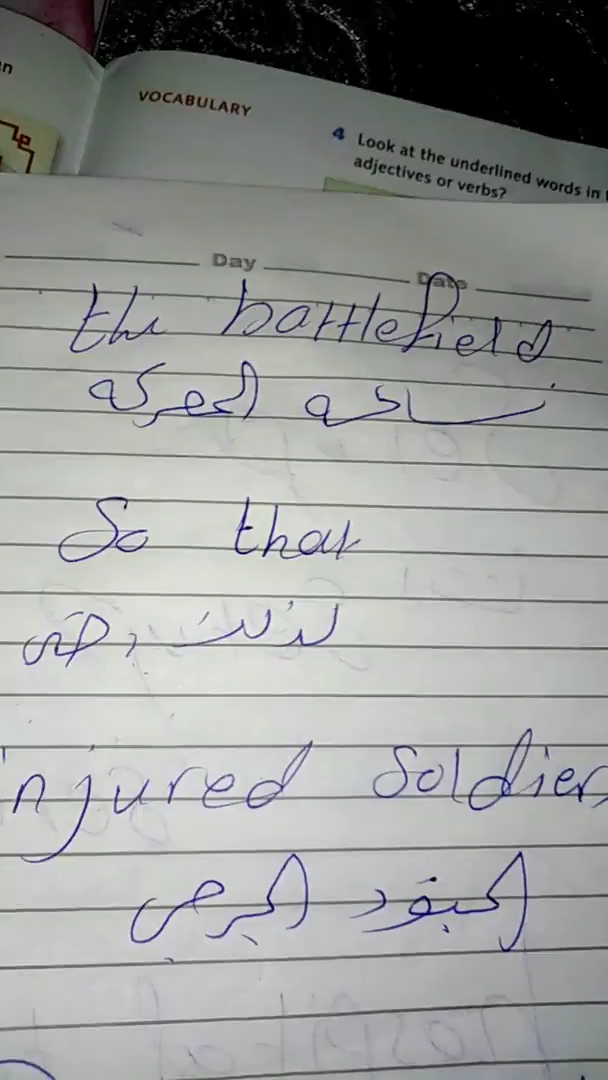 VOCABULARY
4 Look at the underlined words in
adjectives or verbs?
Day Date
the battlefield
ساحة المعركة
So that
لذلك , حتى
injured Soldier
الجنود الجرحى